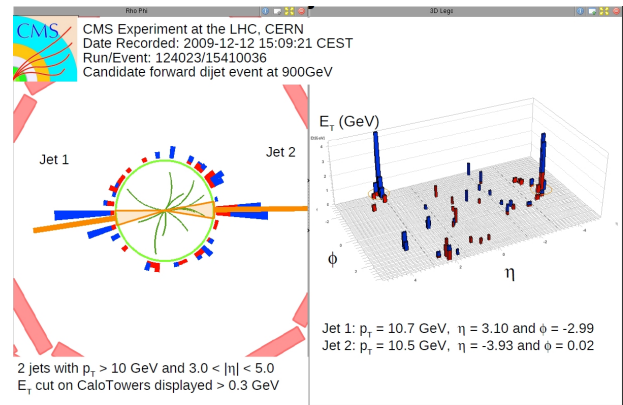 Rho Phi
3D Lego
CMS
CMS Experiment at the LHC, CERN
Date Recorded: 2009-12-12 15:09:21 CEST
Run/Event: 124023/15410036
Candidate forward dijet event at 900GeV
Jet 1
Jet 2
E_T (GeV)
ϕ
η
Jet 1: p_T = 10.7 GeV, η = 3.10 and ϕ = -2.99
Jet 2: p_T = 10.5 GeV, η = -3.93 and ϕ = 0.02
2 jets with p_T > 10 GeV and 3.0 < |η| < 5.0
E_T cut on CaloTowers displayed > 0.3 GeV